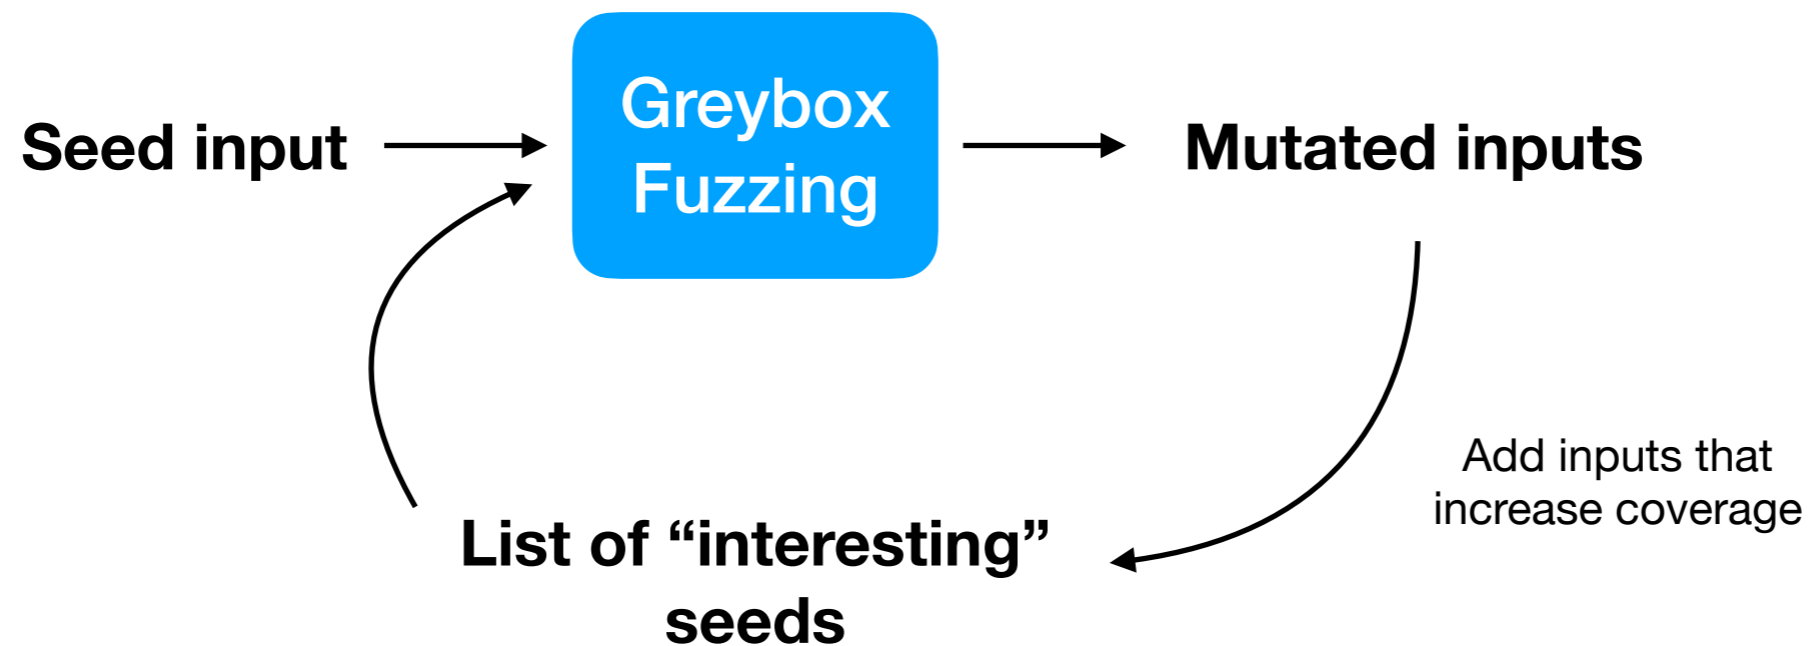 Seed input
Greybox
Fuzzing
Mutated inputs
Add inputs that
increase coverage
List of “interesting”
seeds